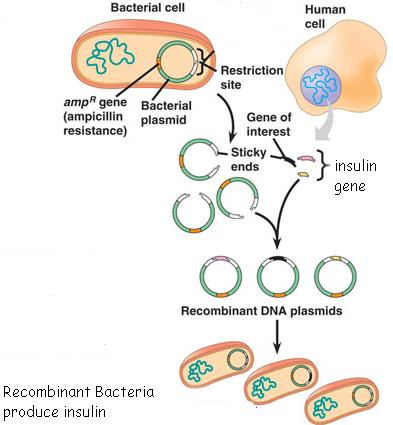 Bacterial cell
Human
cell
Restriction
site
ampR gene
(ampicillin
resistance)
Bacterial
plasmid
Gene of
interest
Sticky
ends
insulin
gene
Recombinant DNA plasmids
Recombinant Bacteria
produce insulin